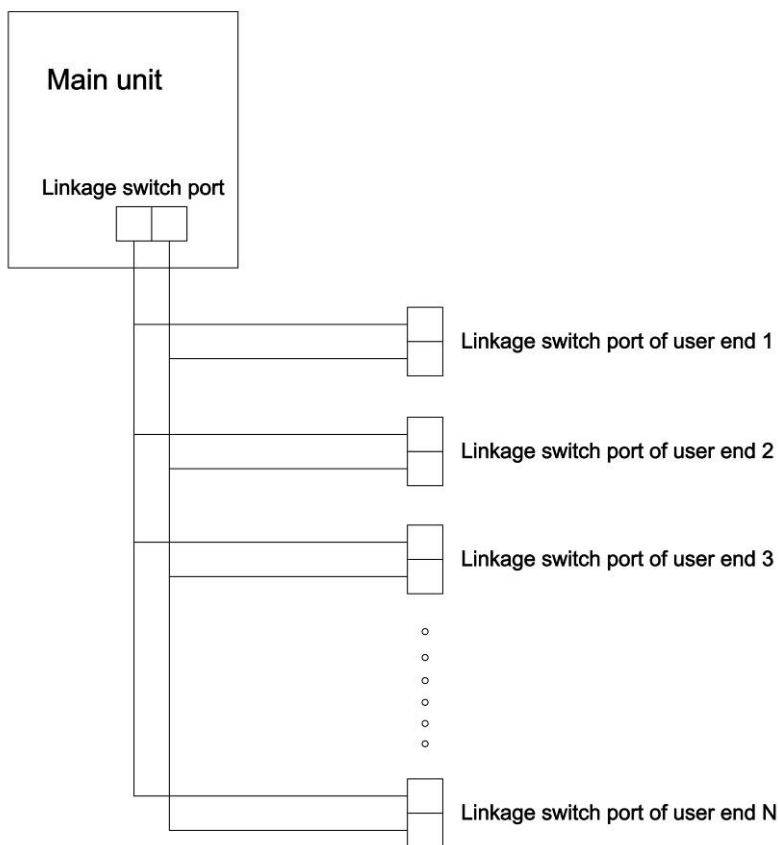 Main unit
Linkage switch port
Linkage switch port of user end 1
Linkage switch port of user end 2
Linkage switch port of user end 3
Linkage switch port of user end N